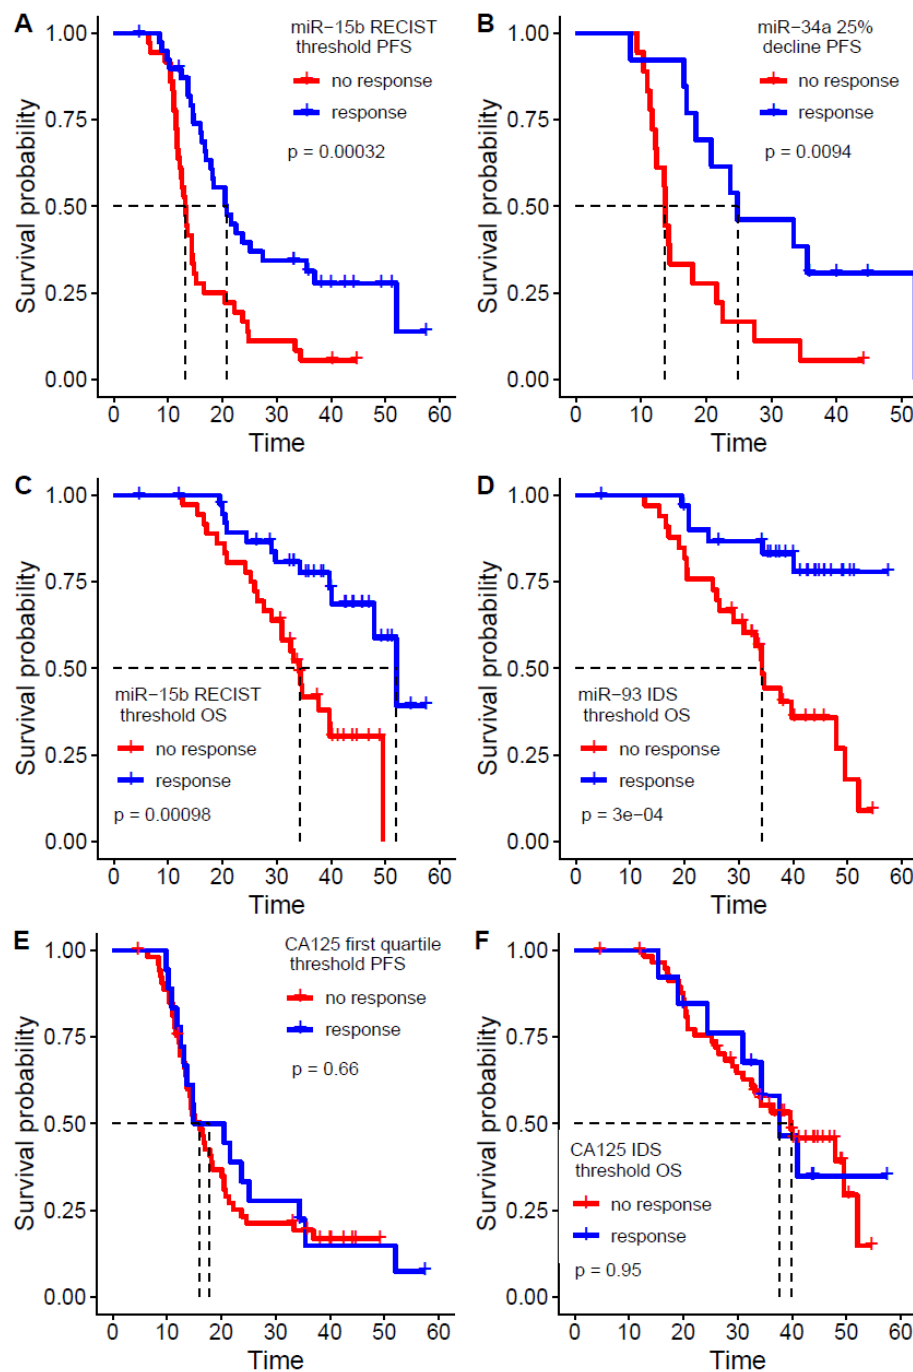 A
miR−15b RECIST
threshold PFS
no response
response
p = 0.00032
Survival probability
1.00
0.75
0.50
0.25
0.00
0 10 20 30 40 50 60
Time
B
miR−34a 25%
decline PFS
no response
response
p = 0.0094
Survival probability
1.00
0.75
0.50
0.25
0.00
0 10 20 30 40 50
Time
C
miR−15b RECIST
threshold OS
no response
response
p = 0.00098
Survival probability
1.00
0.75
0.50
0.25
0.00
0 10 20 30 40 50 60
Time
D
miR−93 IDS
threshold OS
no response
response
p = 3e−04
Survival probability
1.00
0.75
0.50
0.25
0.00
0 10 20 30 40 50 60
Time
E
CA125 first quartile
threshold PFS
no response
response
p = 0.66
Survival probability
1.00
0.75
0.50
0.25
0.00
0 10 20 30 40 50 60
Time
F
CA125 IDS
threshold OS
no response
response
p = 0.95
Survival probability
1.00
0.75
0.50
0.25
0.00
0 10 20 30 40 50 60
Time